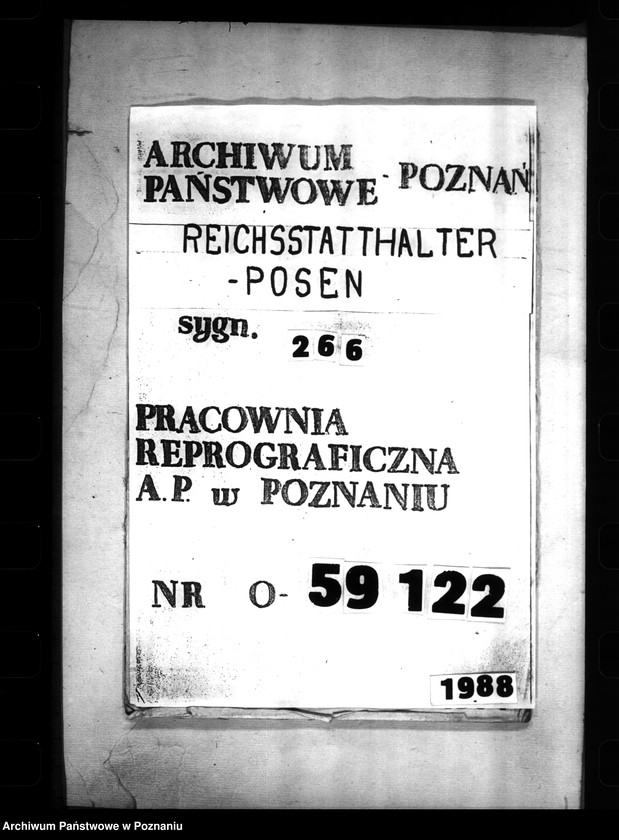 ARCHIWUM
PAŃSTWOWE - POZNAŃ
REICHSSTATTHALTER
-POSEN
sygn. 266
PRACOWNIA
REPROGRAFICZNA
A.P. w POZNANIU
NR O-59 122
1988
Archiwum Państwowe w Poznaniu